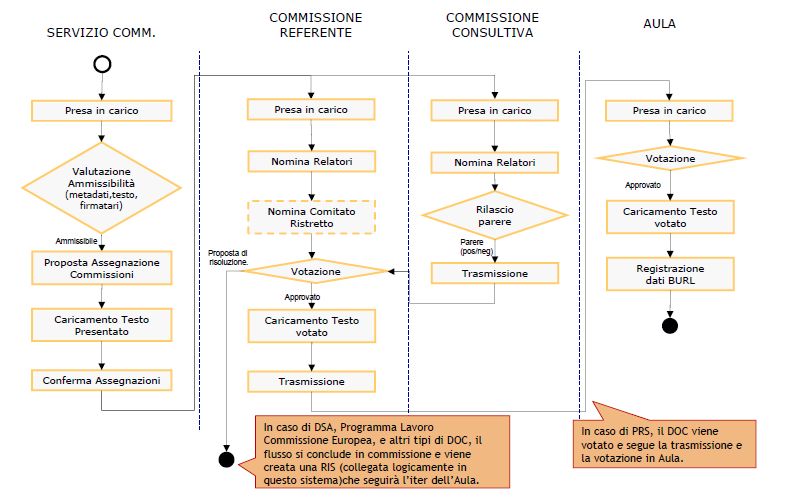 SERVIZIO COMM.
COMMISSIONE
REFERENTE
COMMISSIONE
CONSULTIVA
AULA
Presa in carico
Valutazione
Ammissibilità
(metadati,testo,
firmatari)
Ammissibile
Proposta Assegnazione
Commissioni
Caricamento Testo
Presentato
Conferma Assegnazioni
Presa in carico
Nomina Relatori
Nomina Comitato
Ristretto
Proposta di
risoluzione.
Votazione
Approvato
Caricamento Testo
votato
Trasmissione
In caso di DSA, Programma Lavoro
Commissione Europea, e altri tipi di DOC, il
flusso si conclude in commissione e viene
creata una RIS (collegata logicamente in
questo sistema)che seguirà l'iter dell'Aula.
Presa in carico
Nomina Relatori
Rilascio
parere
Parere
(pos/neg)
Trasmissione
Presa in carico
Votazione
Approvato
Caricamento Testo
votato
Registrazione
dati BURL
In caso di PRS, il DOC viene
votato e segue la trasmissione e
la votazione in Aula.